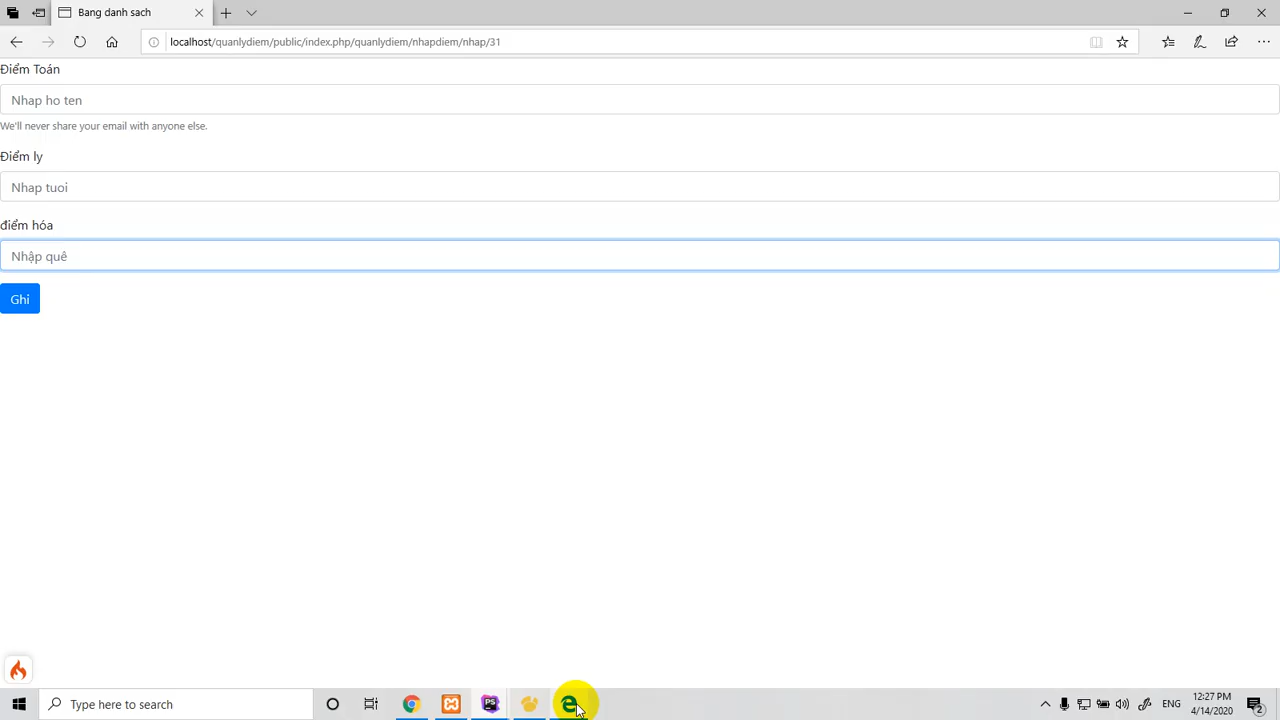 Bang danh sach
localhost/quanlydiem/public/index.php/quanlydiem/nhapdiem/nhap/31
Điểm Toán
Nhap ho ten
We'll never share your email with anyone else.
Điểm ly
Nhap tuoi
điểm hóa
Nhập quê
Ghi
Type here to search
PS
ENG
12:27 PM
4/14/2020
2